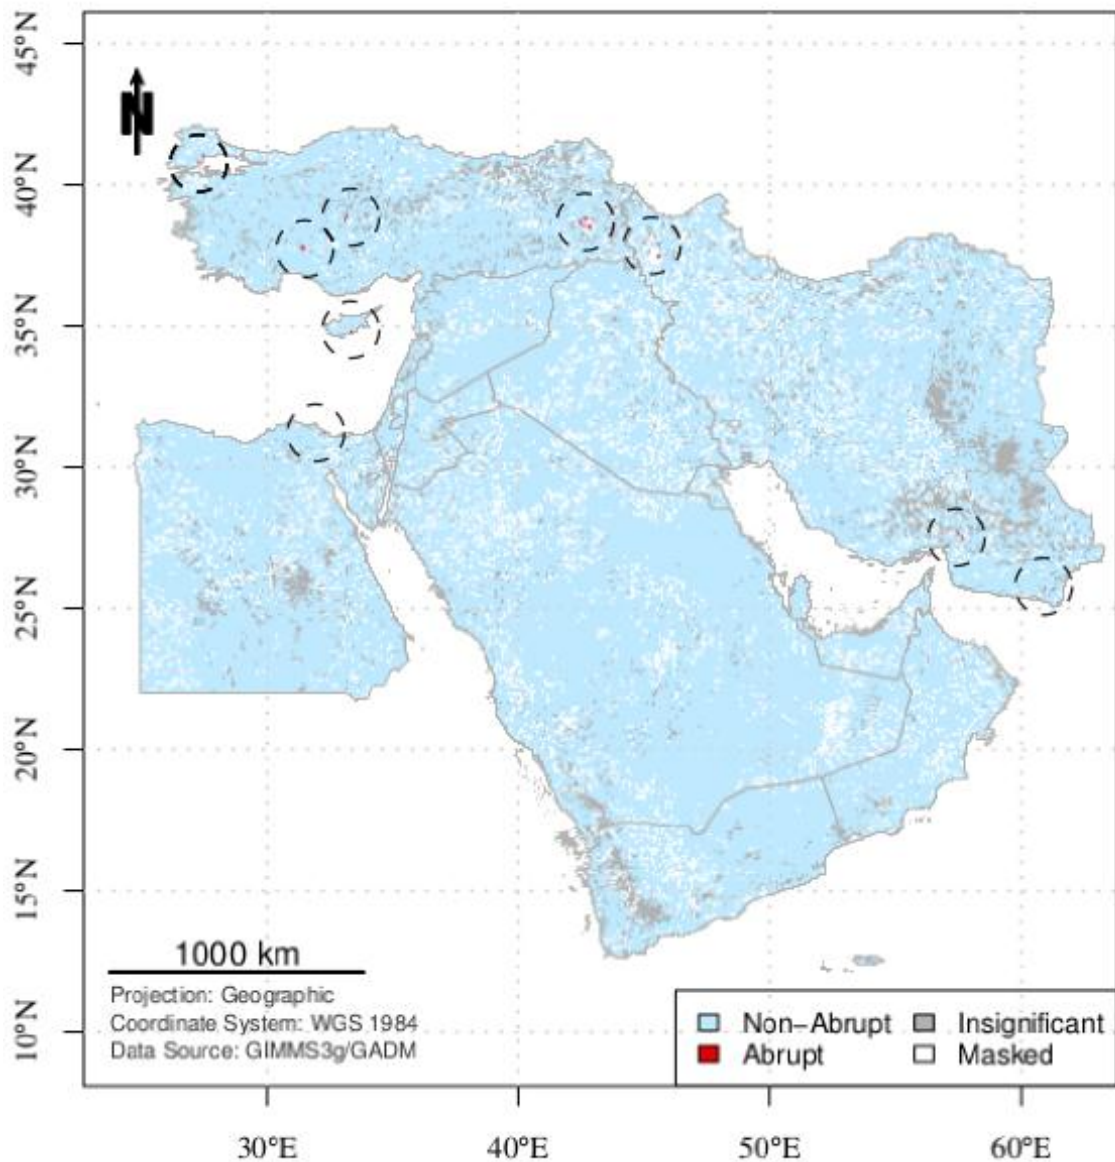 45°N
40°N
35°N
30°N
25°N
20°N
15°N
10°N
N
1000 km
Projection: Geographic
Coordinate System: WGS 1984
Data Source: GIMMS3g/GADM
Non-Abrupt
Insignificant
Abrupt
Masked
30°E
40°E
50°E
60°E